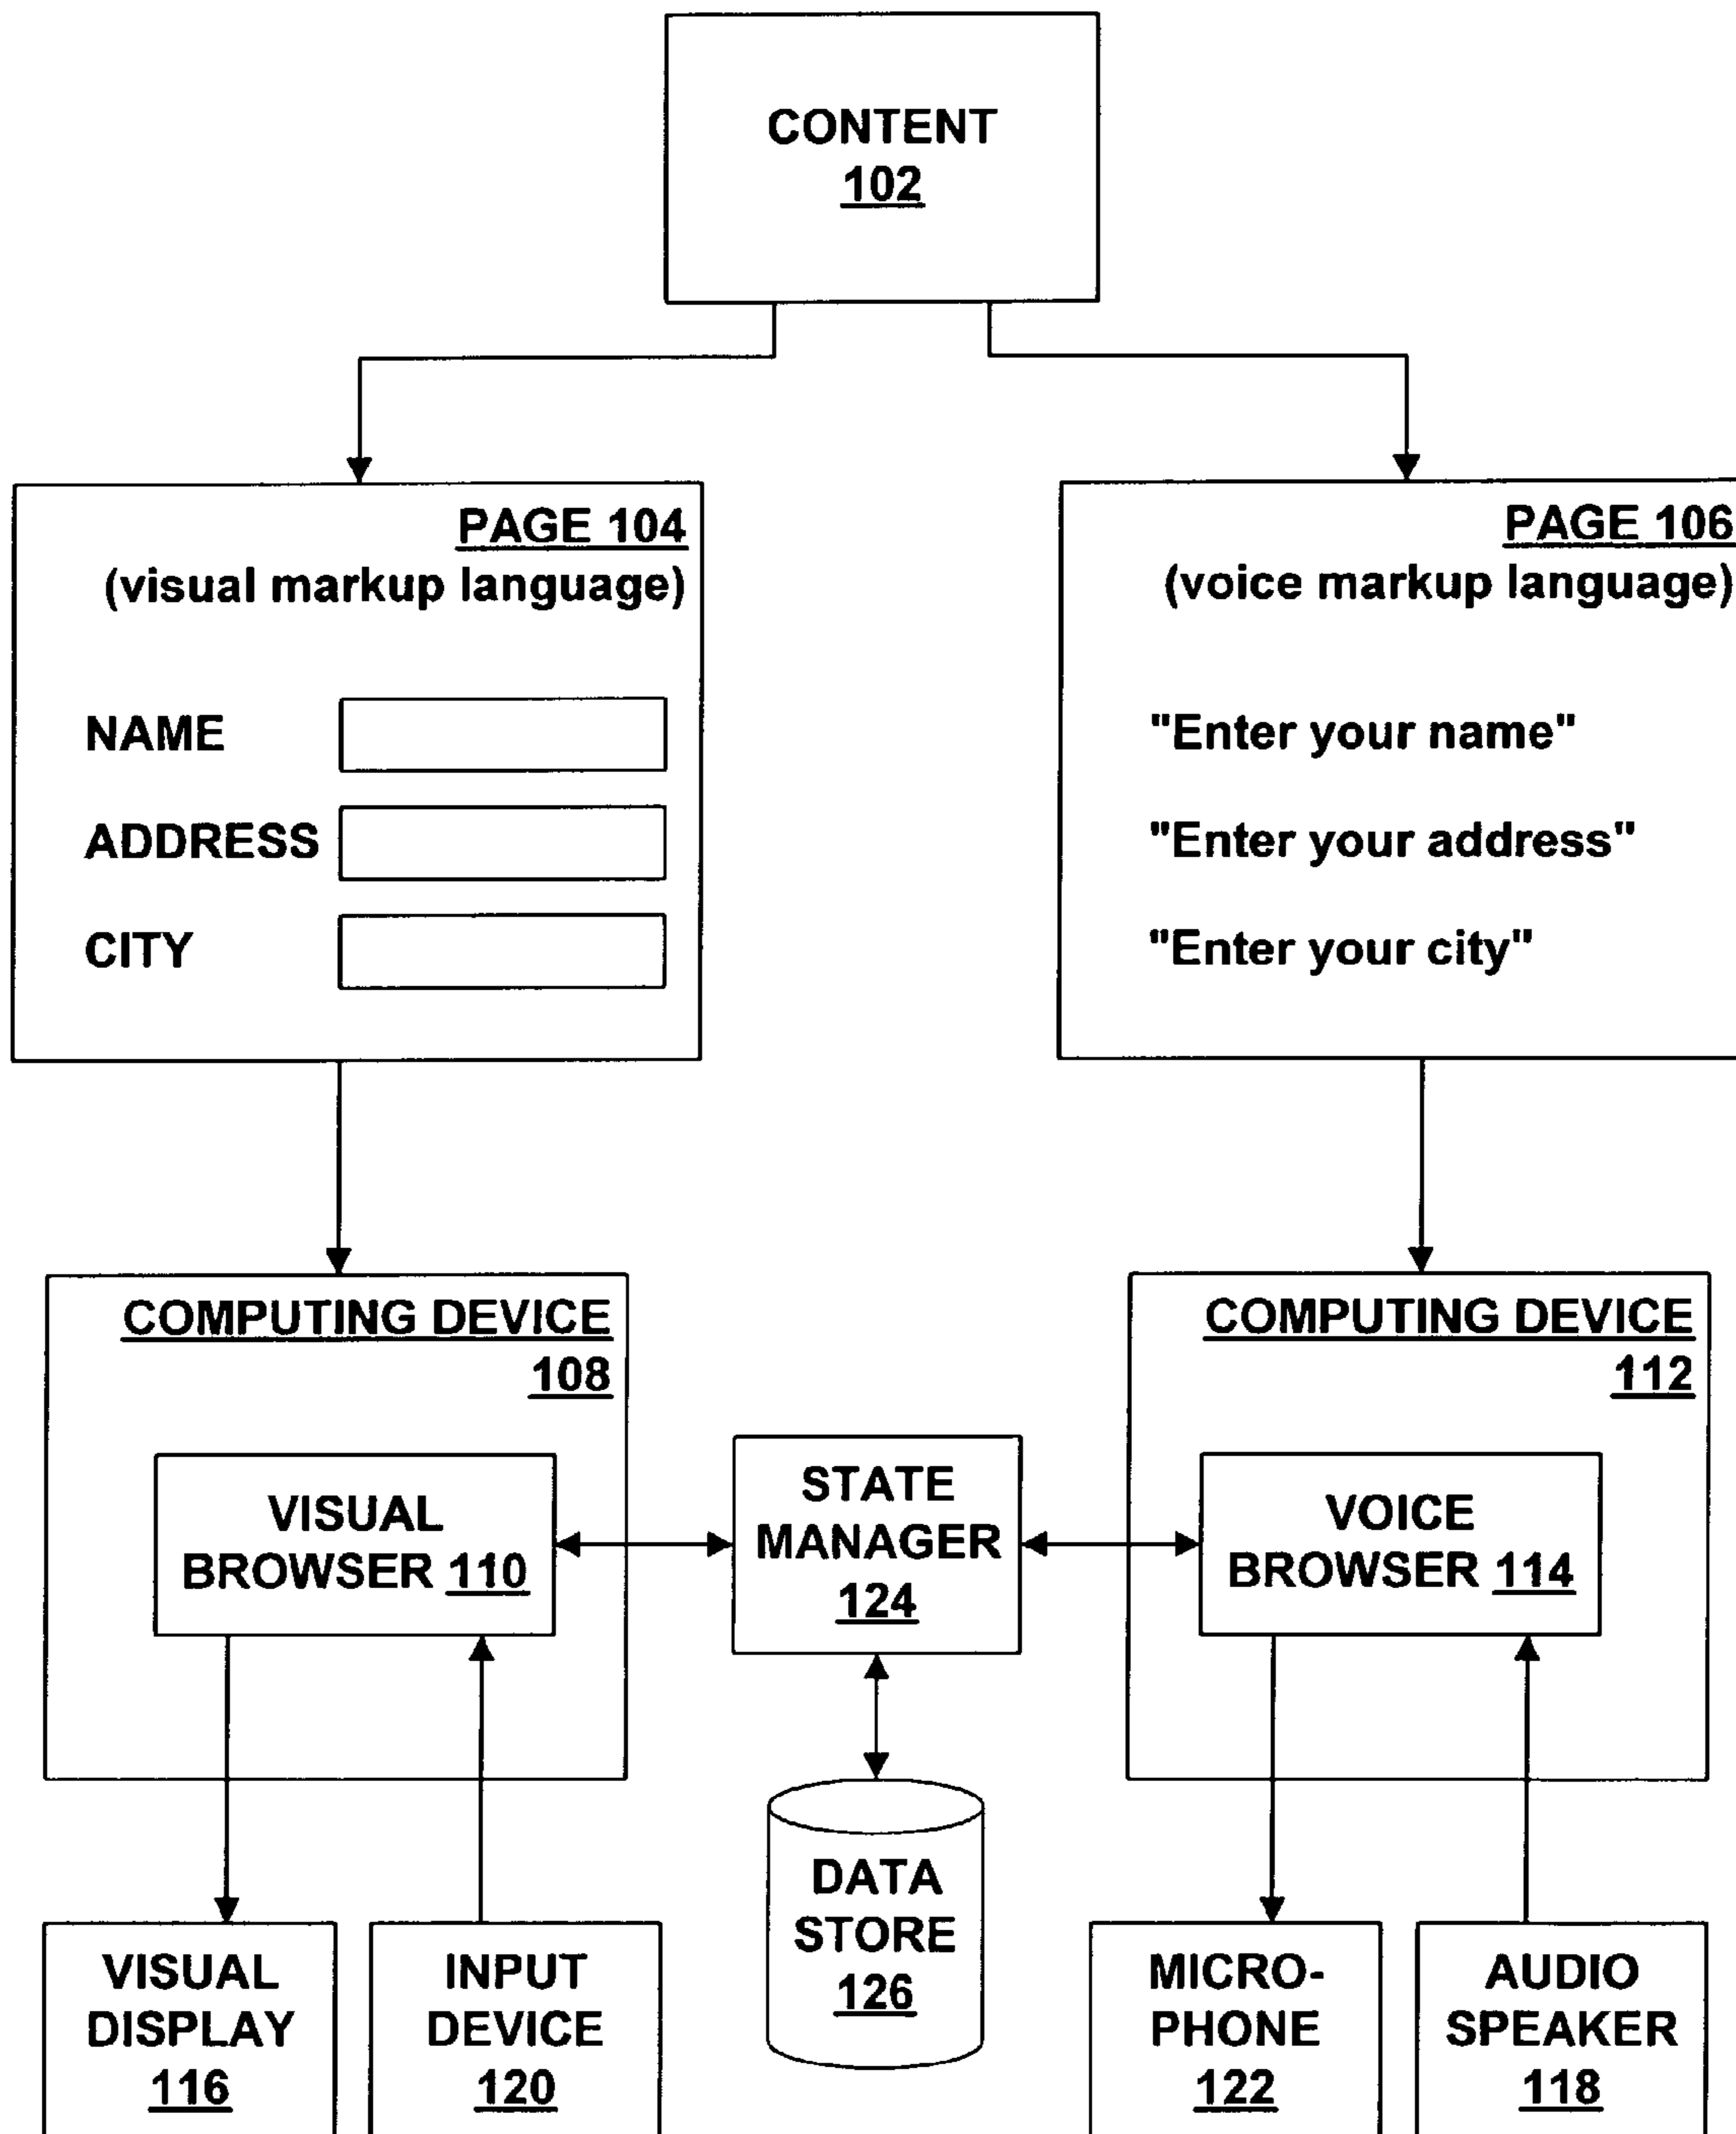 CONTENT
102
PAGE 104
(visual markup language)
NAME
ADDRESS
CITY
PAGE 106
(voice markup language)
"Enter your name"
"Enter your address"
"Enter your city"
COMPUTING DEVICE
108
VISUAL
BROWSER 110
STATE
MANAGER
124
COMPUTING DEVICE
112
VOICE
BROWSER 114
VISUAL
DISPLAY
116
INPUT
DEVICE
120
DATA
STORE
126
MICRO-
PHONE
122
AUDIO
SPEAKER
118